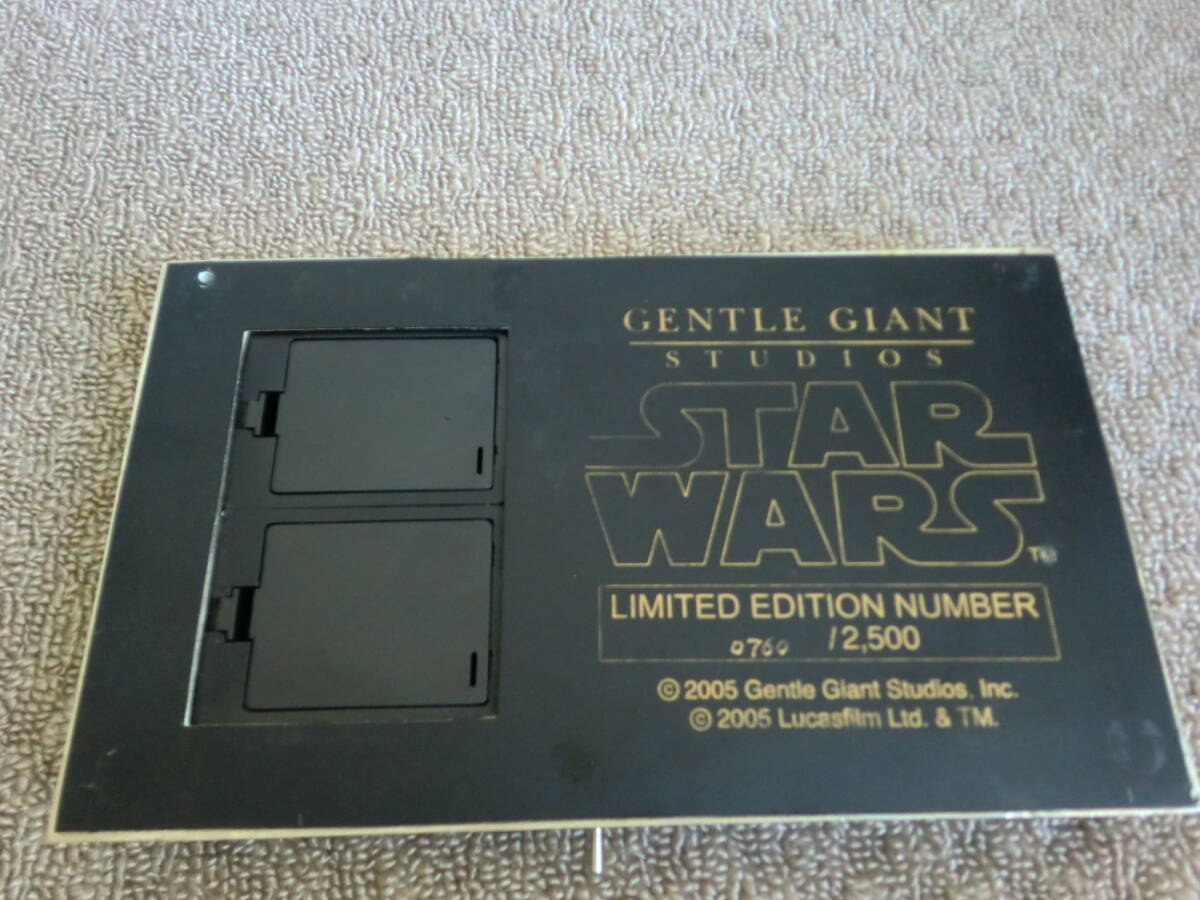 GENTLE GIANT
STUDIOS
STAR
WARS TM
LIMITED EDITION NUMBER
0760 /2,500
© 2005 Gentle Giant Studios, Inc.
© 2005 Lucasfilm Ltd. & TM.